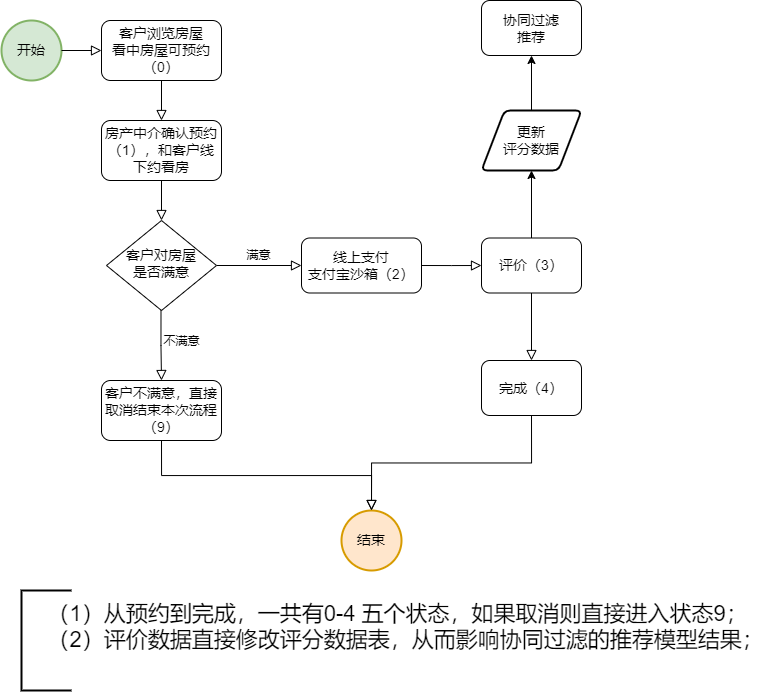 开始
客户浏览房屋
看中房屋可预约
（0）
房产中介确认预约
（1），和客户线
下约看房
客户对房屋
是否满意
满意
线上支付
支付宝沙箱（2）
评价（3）
更新
评分数据
协同过滤
推荐
不满意
客户不满意，直接
取消结束本次流程
（9）
完成（4）
结束
（1）从预约到完成，一共有0-4 五个状态，如果取消则直接进入状态9；
（2）评价数据直接修改评分数据表，从而影响协同过滤的推荐模型结果；